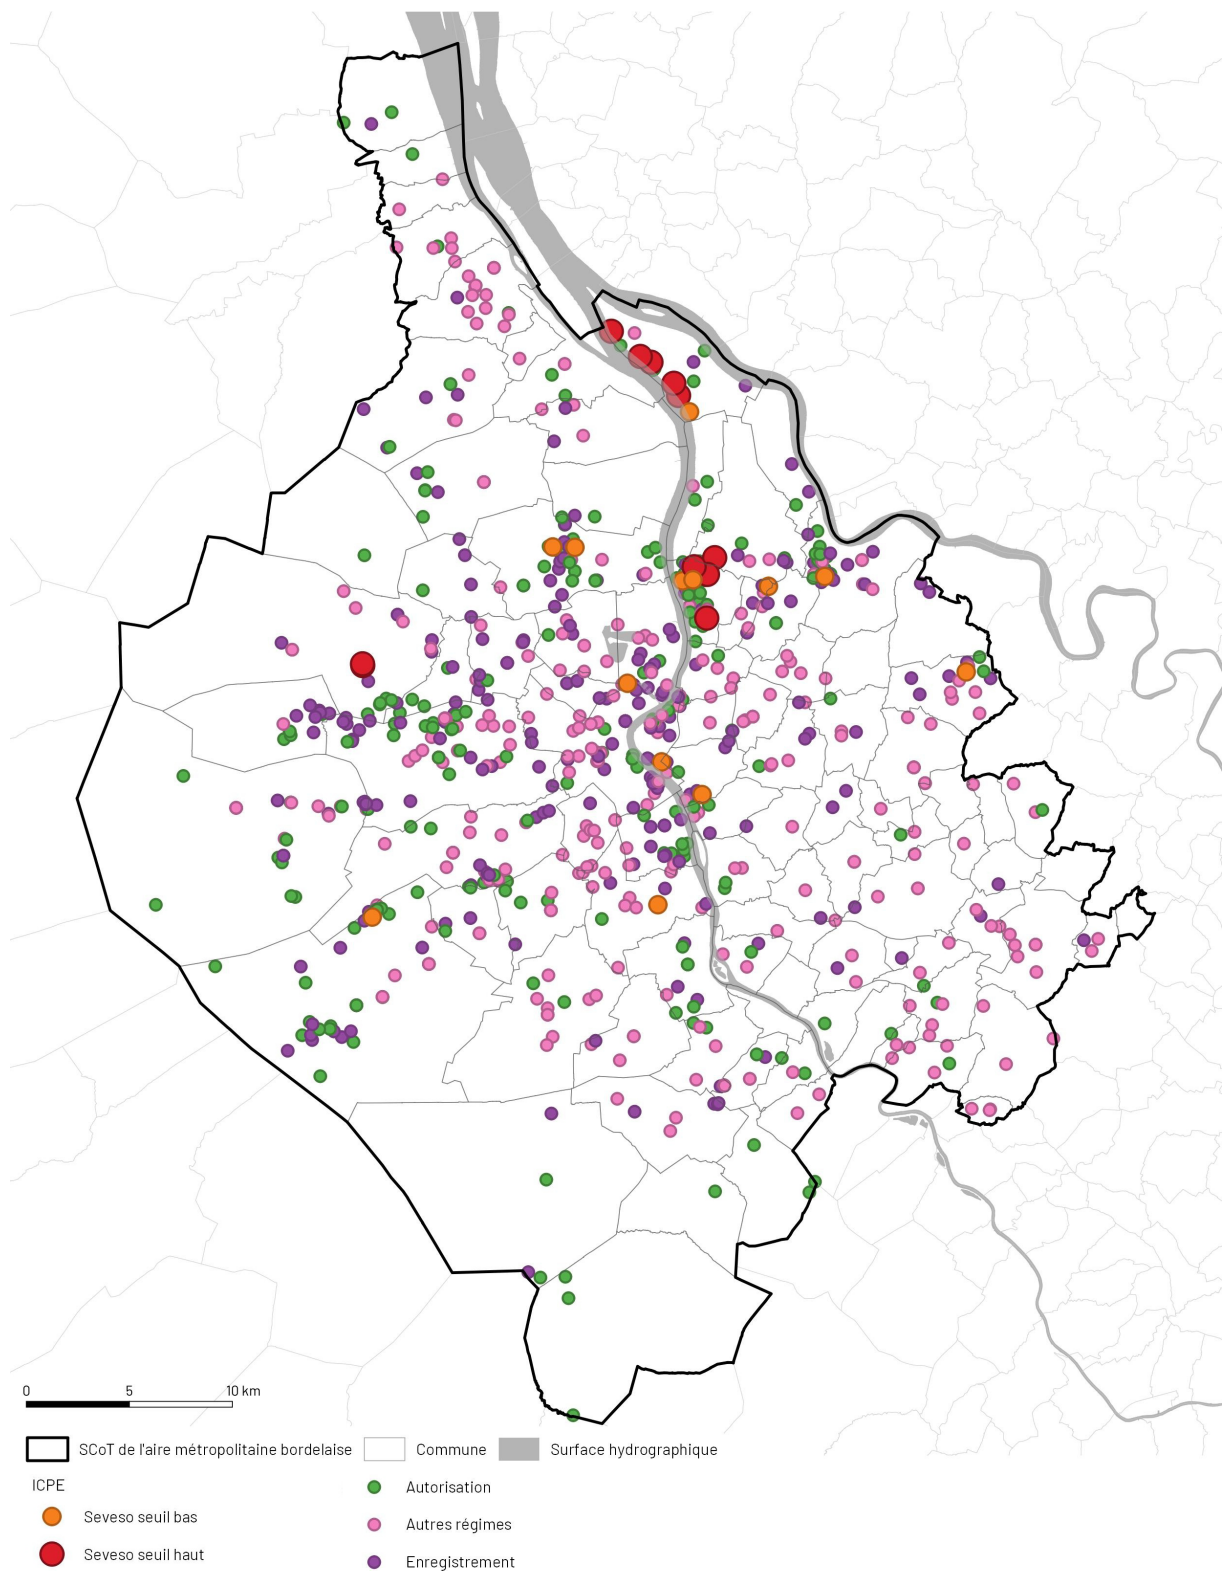 0 5 10 km
SCoT de l'aire métropolitaine bordelaise Commune Surface hydrographique
ICPE
Seveso seuil bas
Seveso seuil haut
Autorisation
Autres régimes
Enregistrement